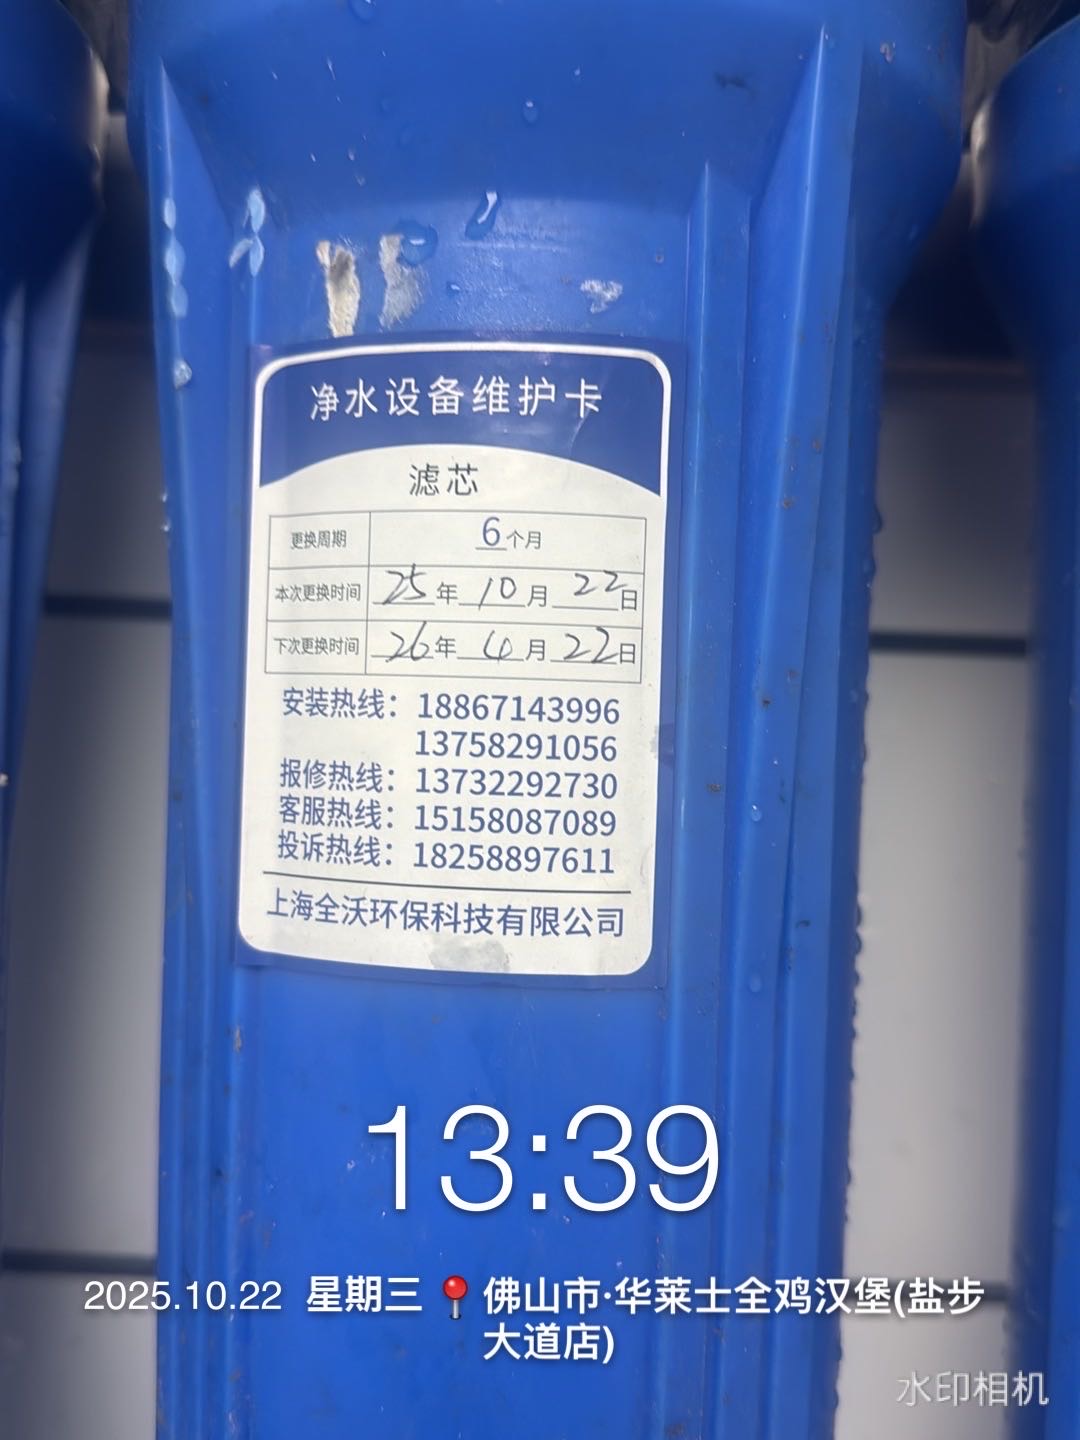 净水设备维护卡
滤芯
更换周期 6个月
本次更换时间 25年10月22日
下次更换时间 26年4月22日
安装热线：18867143996
13758291056
报修热线：13732292730
客服热线：15158087089
投诉热线：18258897611
上海全沃环保科技有限公司
13:39
2025.10.22 星期三 📍佛山市·华莱士全鸡汉堡(盐步
大道店)
水印相机